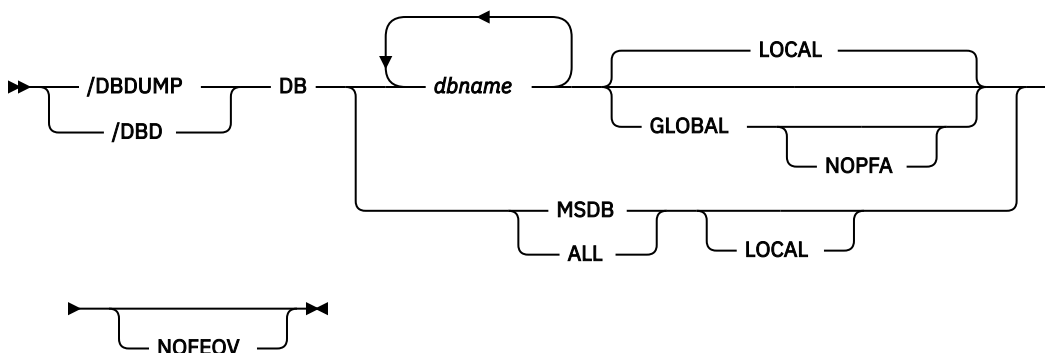 LOCAL
/DBDUMP DB dbname
/DBD GLOBAL
NOPFA
MSDB
ALL LOCAL
NOFEOV